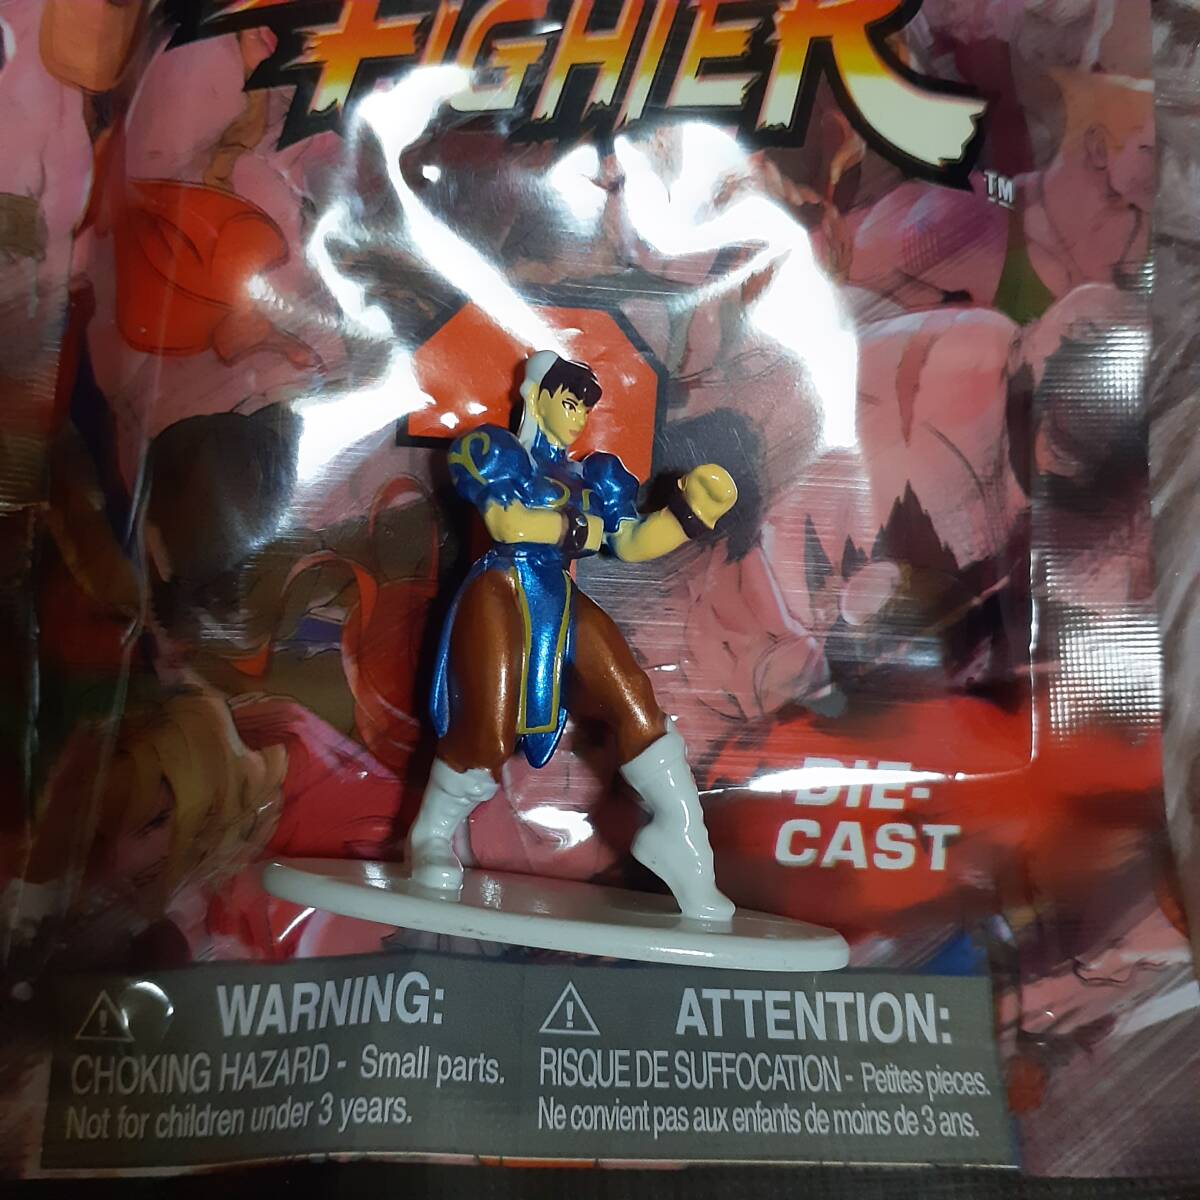 FIGHTER
TM
DIE-
CAST
WARNING:
CHOKING HAZARD - Small parts.
Not for children under 3 years.
ATTENTION:
RISQUE DE SUFFOCATION - Petites pieces.
Ne convient pas aux enfants de moins de 3 ans.